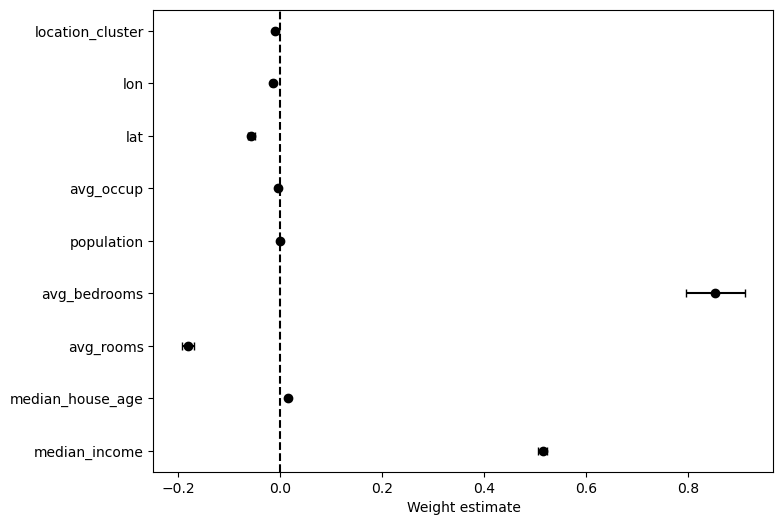 location_cluster
lon
lat
avg_occup
population
avg_bedrooms
avg_rooms
median_house_age
median_income
−0.2 0.0 0.2 0.4 0.6 0.8
Weight estimate